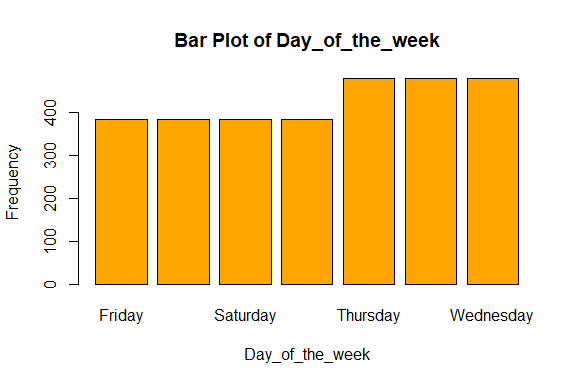 Bar Plot of Day_of_the_week
Frequency
400
300
200
100
0
Friday Saturday Thursday Wednesday
Day_of_the_week